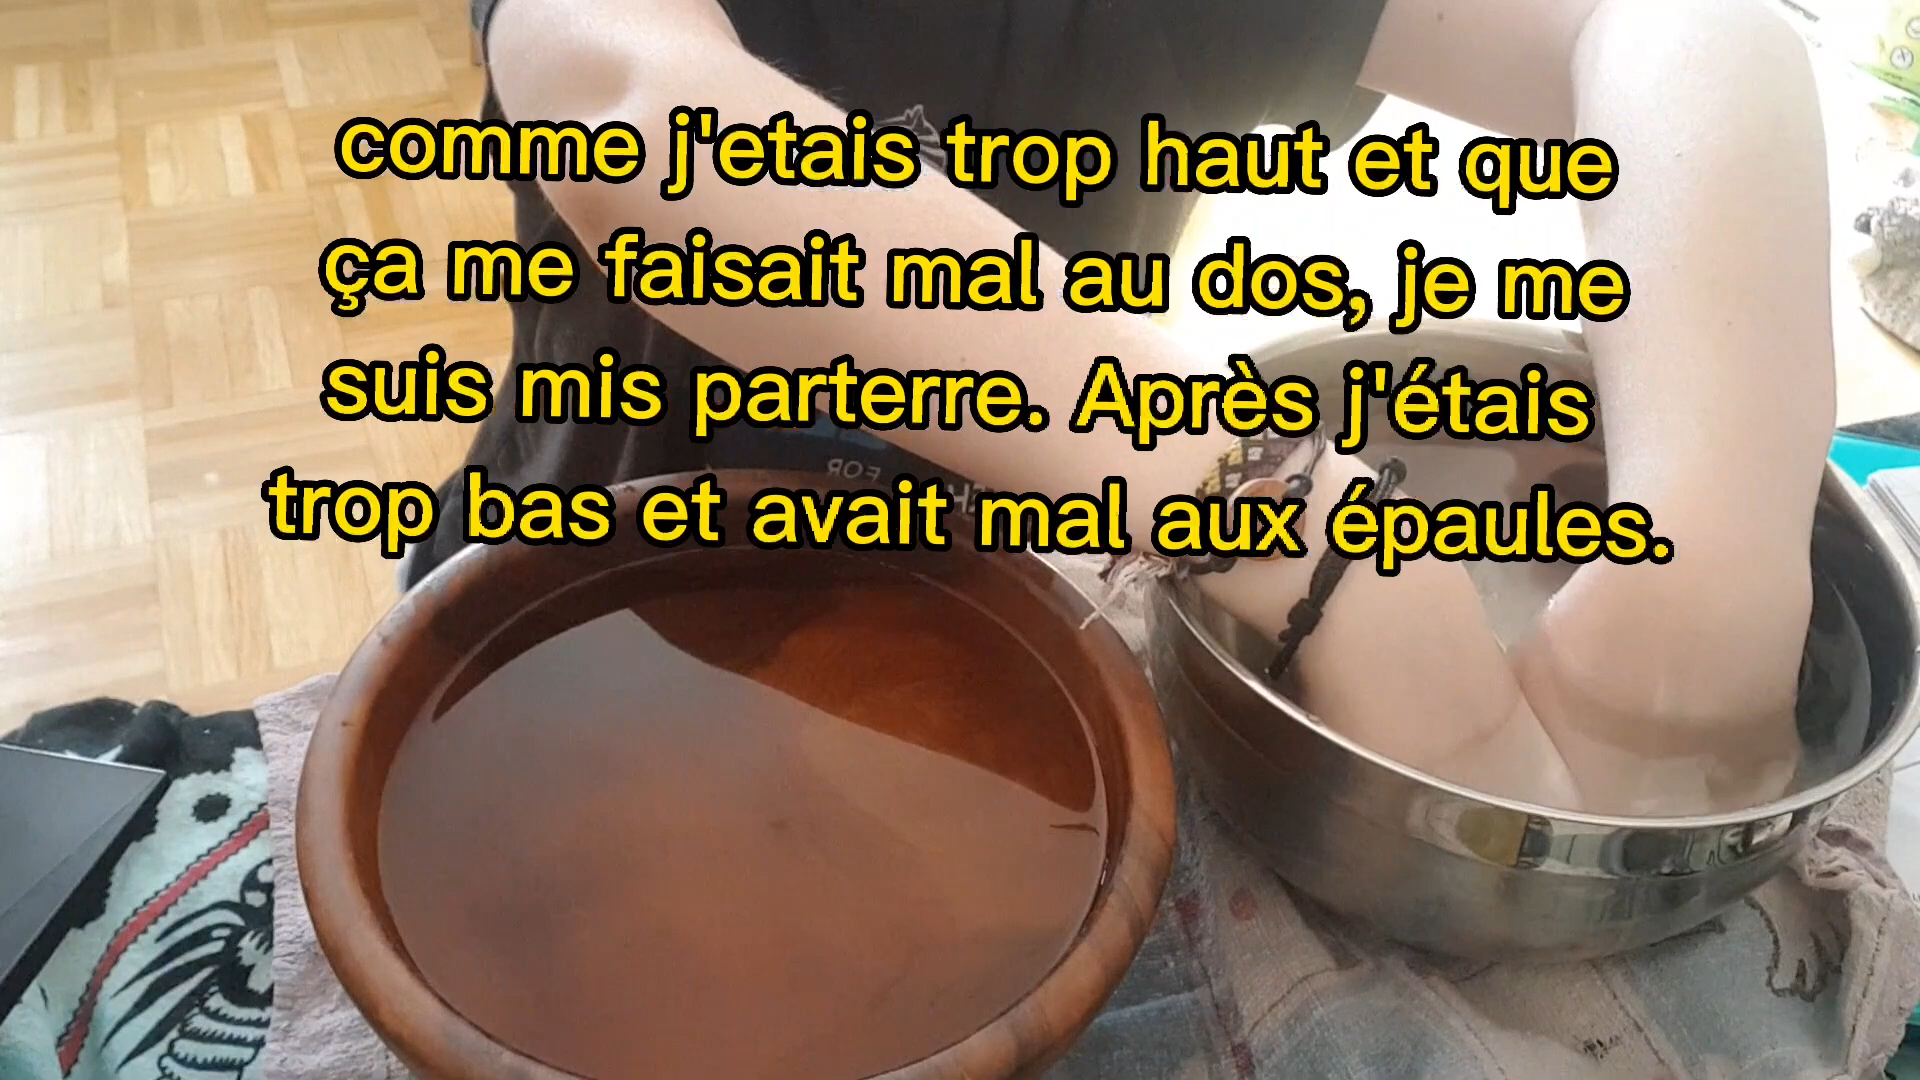 comme j'etais trop haut et que
ça me faisait mal au dos, je me
suis mis parterre. Après j'étais
trop bas et avait mal aux épaules.
FOR